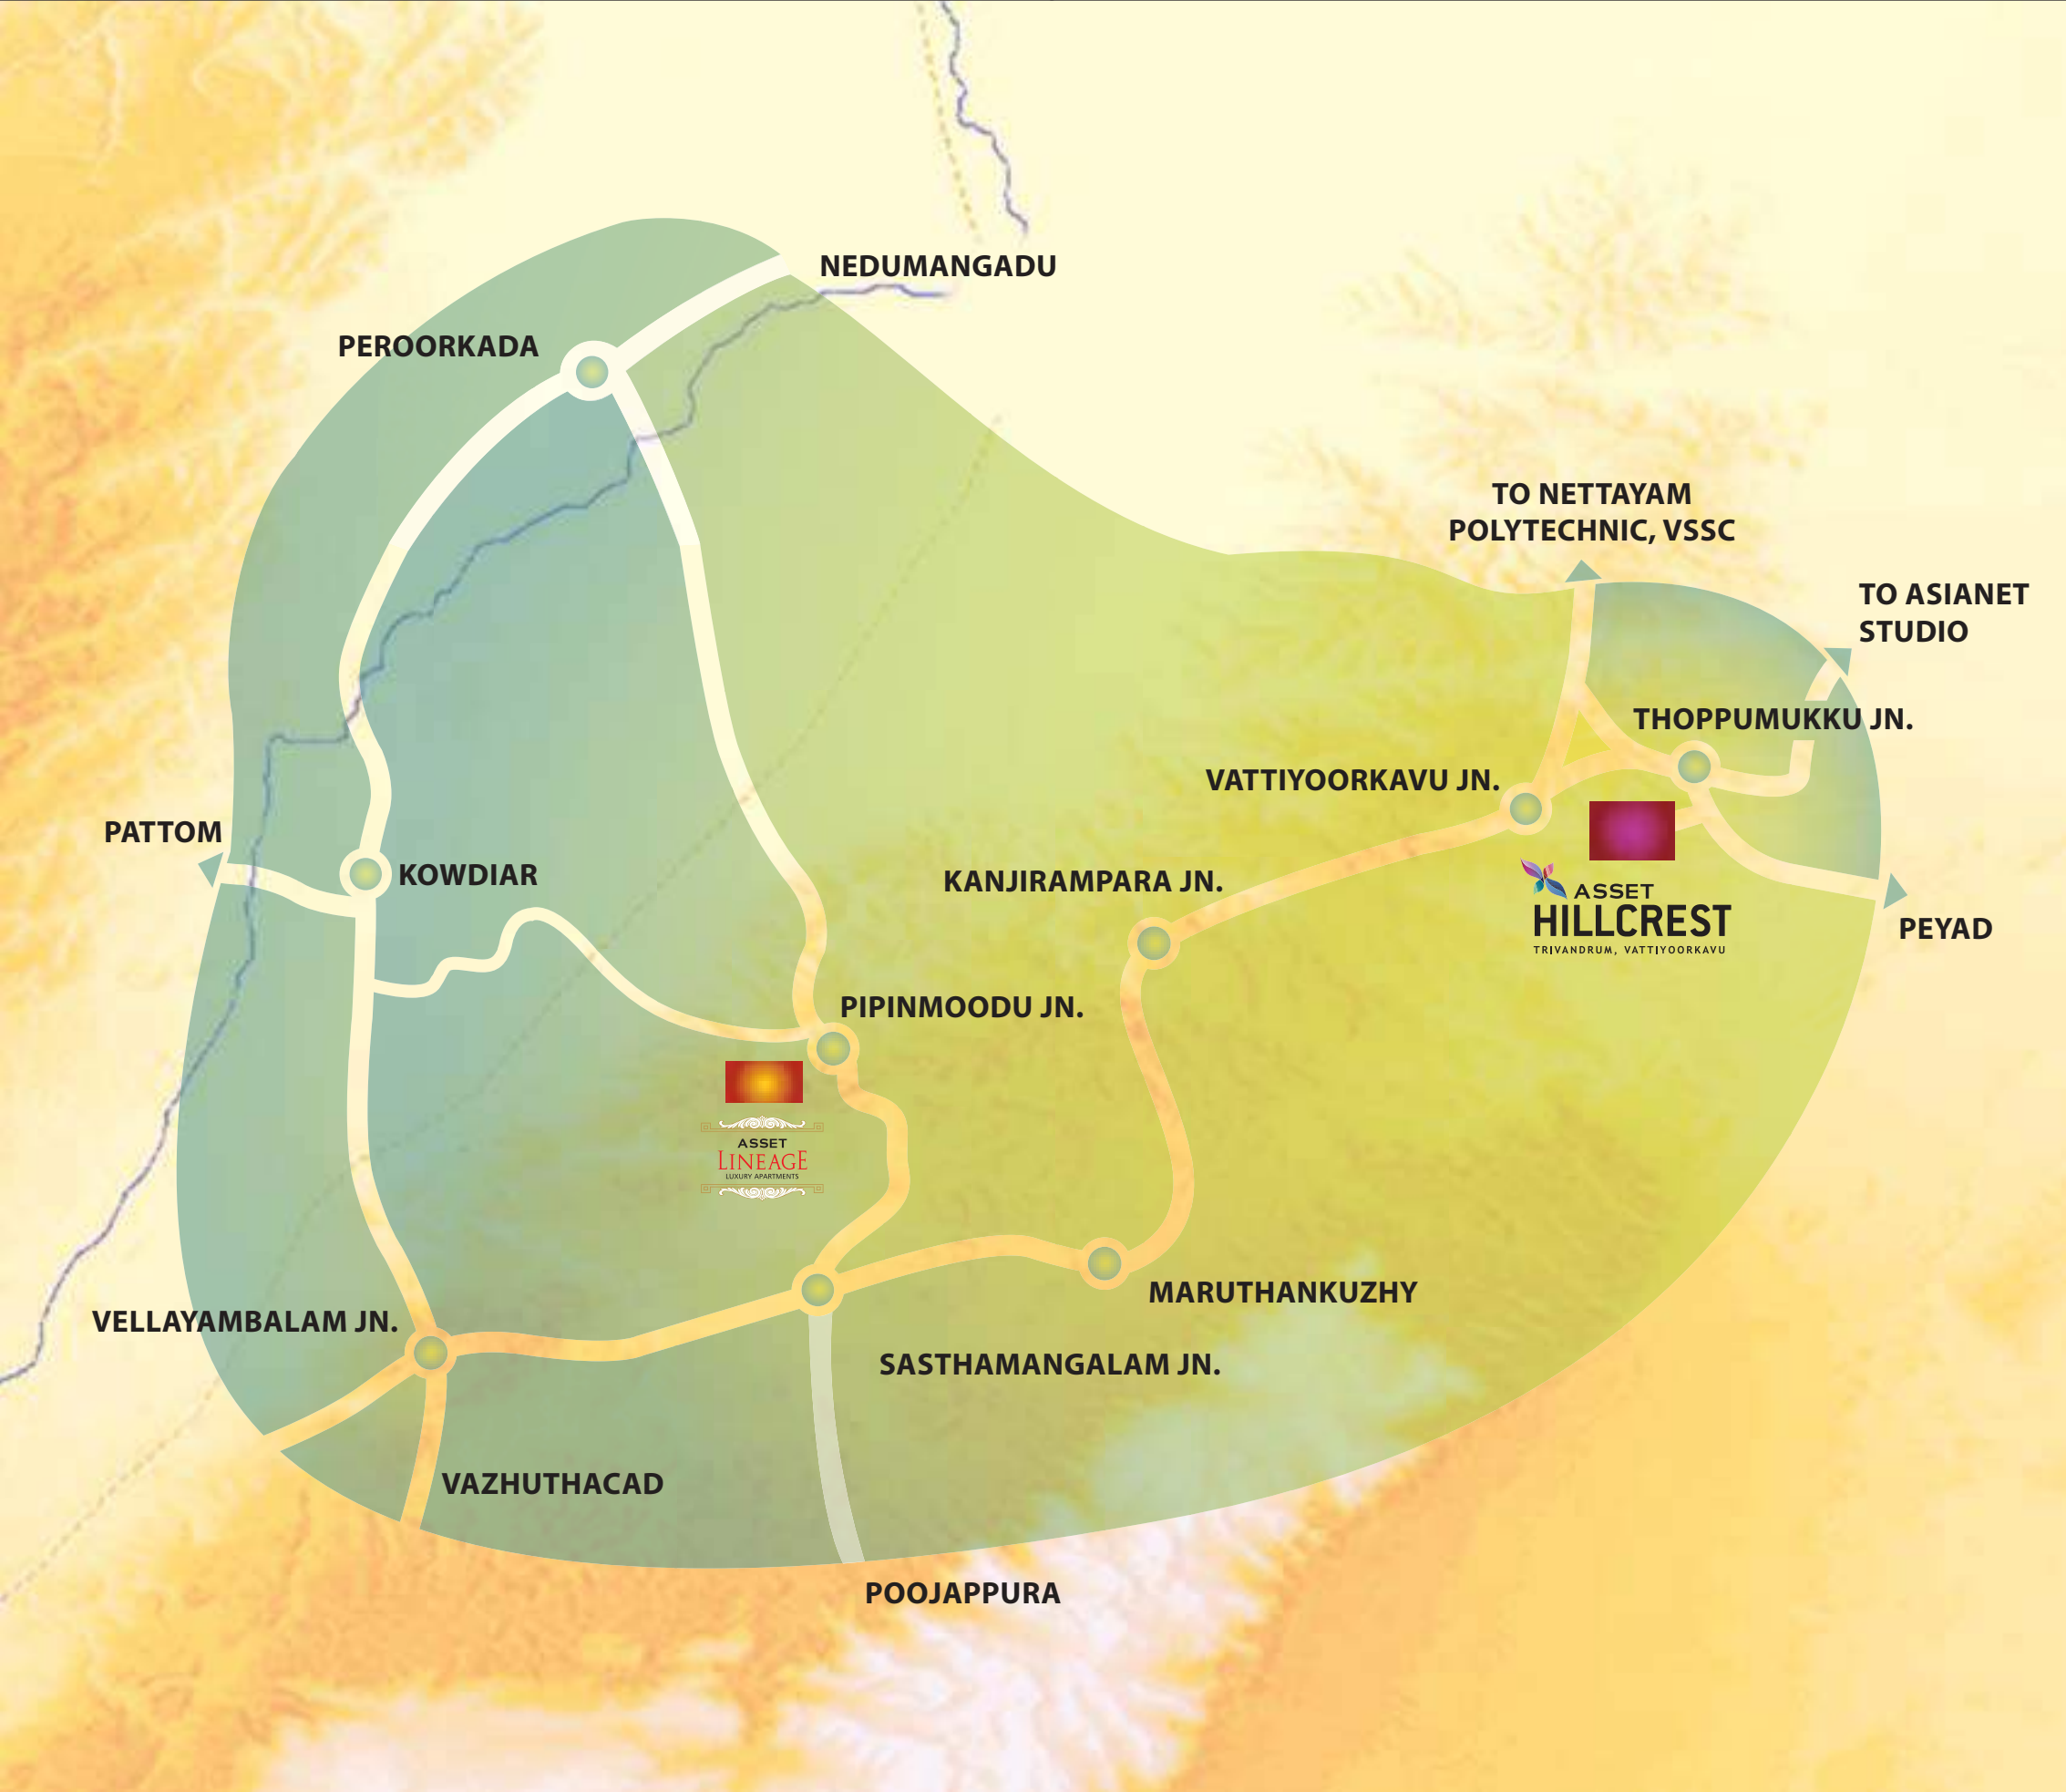 NEDUMANGADU
PEROORKADA
TO NETTAYAM
POLYTECHNIC, VSSC
TO ASIANET
STUDIO
THOPPUMUKKU JN.
VATTIYOORKAVU JN.
PATTOM
KOWDIAR
KANJIRAMPARA JN.
ASSET
HILLCREST
TRIVANDRUM, VATTIYOORKAVU
PEYAD
PIPINMOODU JN.
ASSET
LINEAGE
LUXURY APARTMENTS
MARUTHANKUZHY
VELLAYAMBALAM JN.
SASTHAMANGALAM JN.
VAZHUTHACAD
POOJAPPURA